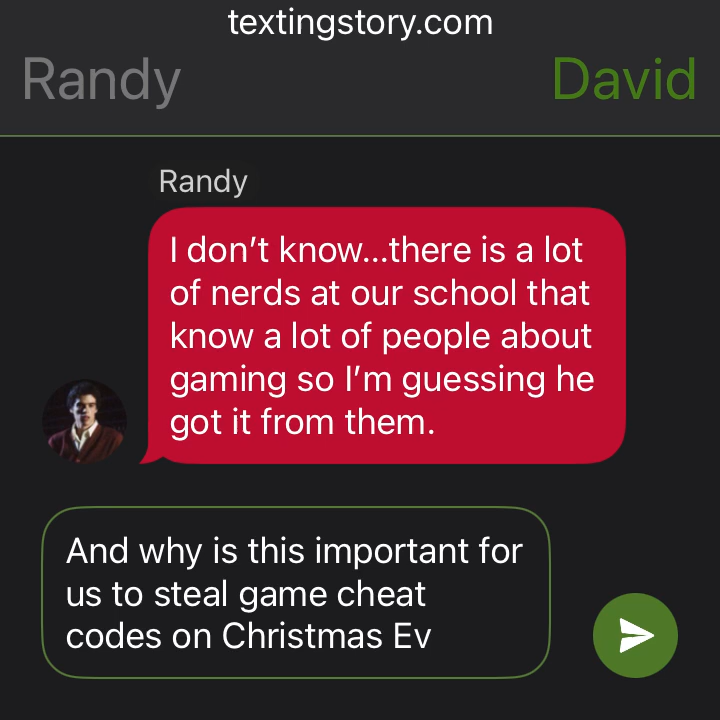 textingstory.com
Randy
David
Randy
I don’t know...there is a lot
of nerds at our school that
know a lot of people about
gaming so I’m guessing he
got it from them.
And why is this important for
us to steal game cheat
codes on Christmas Ev